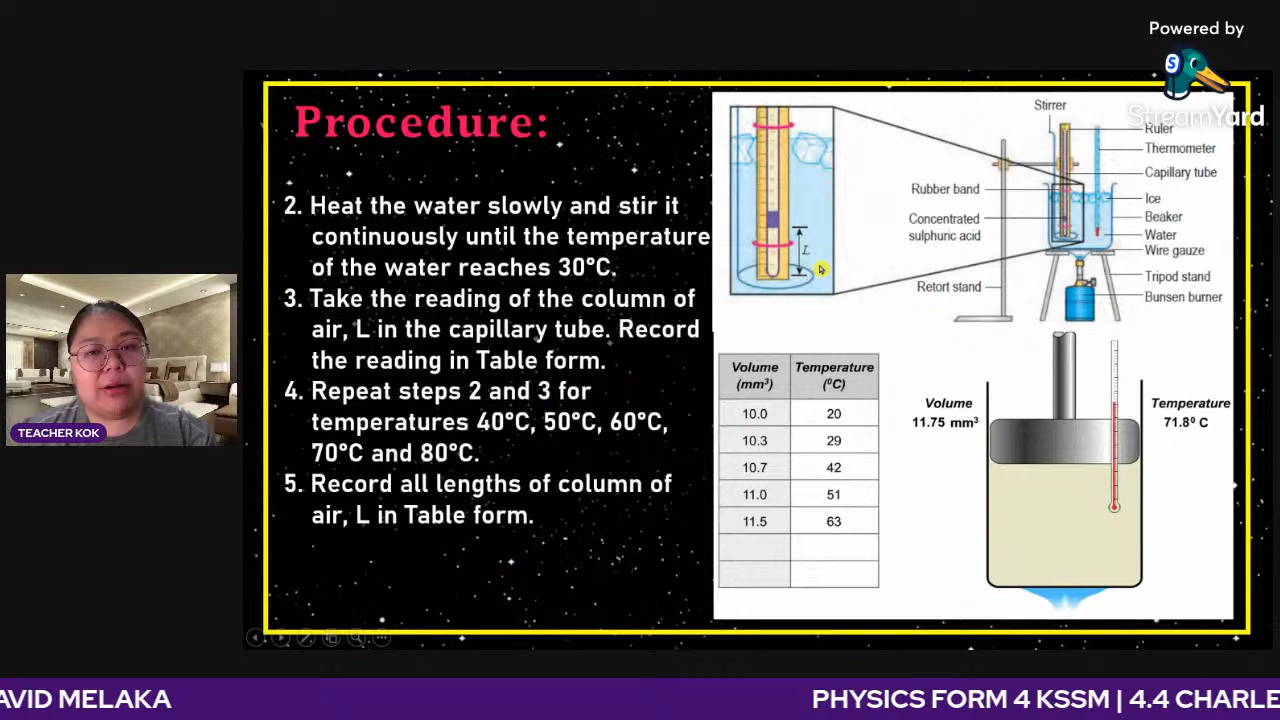 Powered by
S
StreamYard
Procedure:
2. Heat the water slowly and stir it
continuously until the temperature
of the water reaches 30°C.
3. Take the reading of the column of
air, L in the capillary tube. Record
the reading in Table form.
4. Repeat steps 2 and 3 for
temperatures 40°C, 50°C, 60°C,
70°C and 80°C.
5. Record all lengths of column of
air, L in Table form.
L
Stirrer
Ruler
Thermometer
Capillary tube
Rubber band
Ice
Concentrated
sulphuric acid
Beaker
Water
Wire gauze
Retort stand
Tripod stand
Bunsen burner
Volume (mm³) Temperature (⁰C)
10.0 20
10.3 29
10.7 42
11.0 51
11.5 63
Volume
11.75 mm³
Temperature
71.8⁰ C
TEACHER KOK
AVID MELAKA
PHYSICS FORM 4 KSSM | 4.4 CHARLE